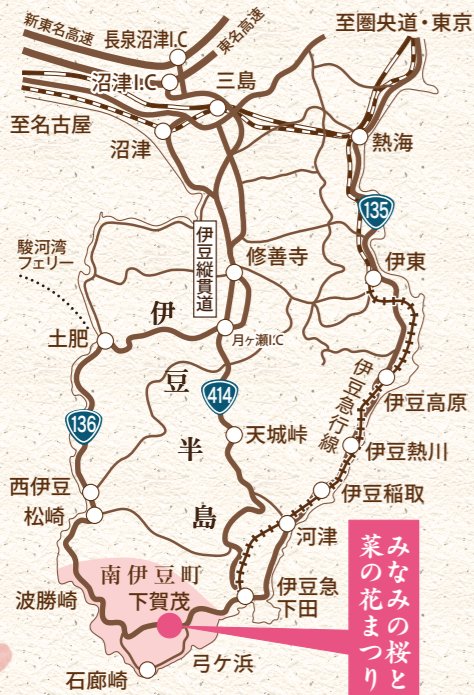 新東名高速
長泉沼津I.C
東名高速
至圏央道・東京
沼津I.C
三島
至名古屋
沼津
熱海
135
伊豆縦貫道
修善寺
伊東
駿河湾
フェリー
土肥
月ヶ瀬I.C
伊豆半島
414
伊豆急行線
伊豆高原
136
天城峠
伊豆熱川
西伊豆
伊豆稲取
松崎
河津
南伊豆町
伊豆急
下田
波勝崎
下賀茂
弓ヶ浜
石廊崎
みなみの桜と
菜の花まつり